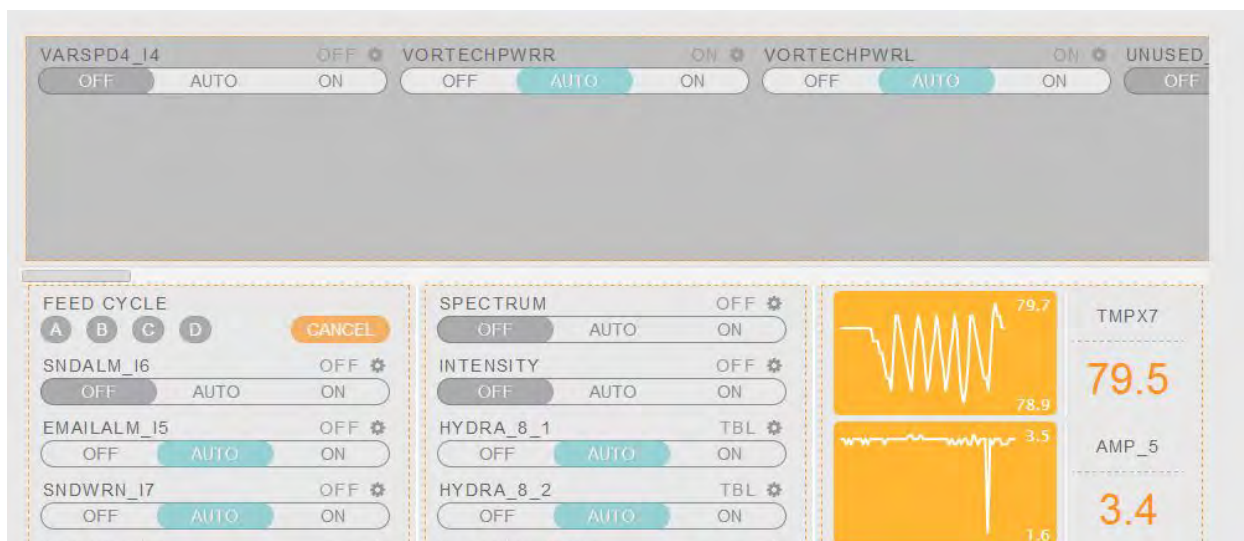 VARSPD4_I4 OFF VORTECHPWRR ON VORTECHPWRL ON UNUSED_
OFF AUTO ON OFF AUTO ON OFF AUTO ON OFF
FEED CYCLE
A B C D CANCEL
SNDALM_I6 OFF
OFF AUTO ON
EMAILALM_I5 OFF
OFF AUTO ON
SNDWRN_I7 OFF
OFF AUTO ON
SPECTRUM OFF
OFF AUTO ON
INTENSITY OFF
OFF AUTO ON
HYDRA_8_1 TBL
OFF AUTO ON
HYDRA_8_2 TBL
OFF AUTO ON
79.7
78.9
TMPX7
79.5
3.5
1.6
AMP_5
3.4